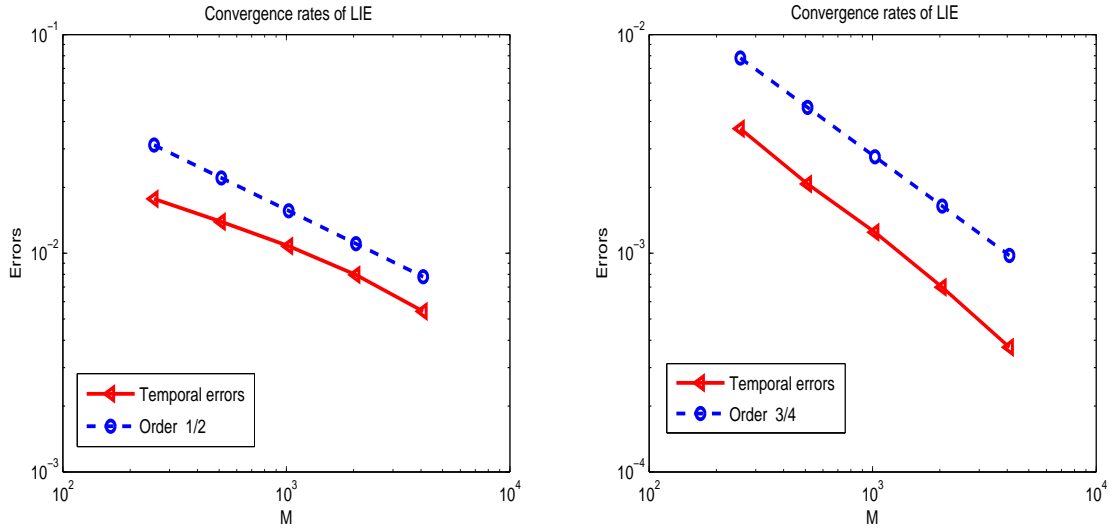 Convergence rates of LIE
10^-1
10^-2
10^-3
Errors
10^2
10^3
10^4
M
Temporal errors
Order 1/2
Convergence rates of LIE
10^-2
10^-3
10^-4
Errors
10^2
10^3
10^4
M
Temporal errors
Order 3/4